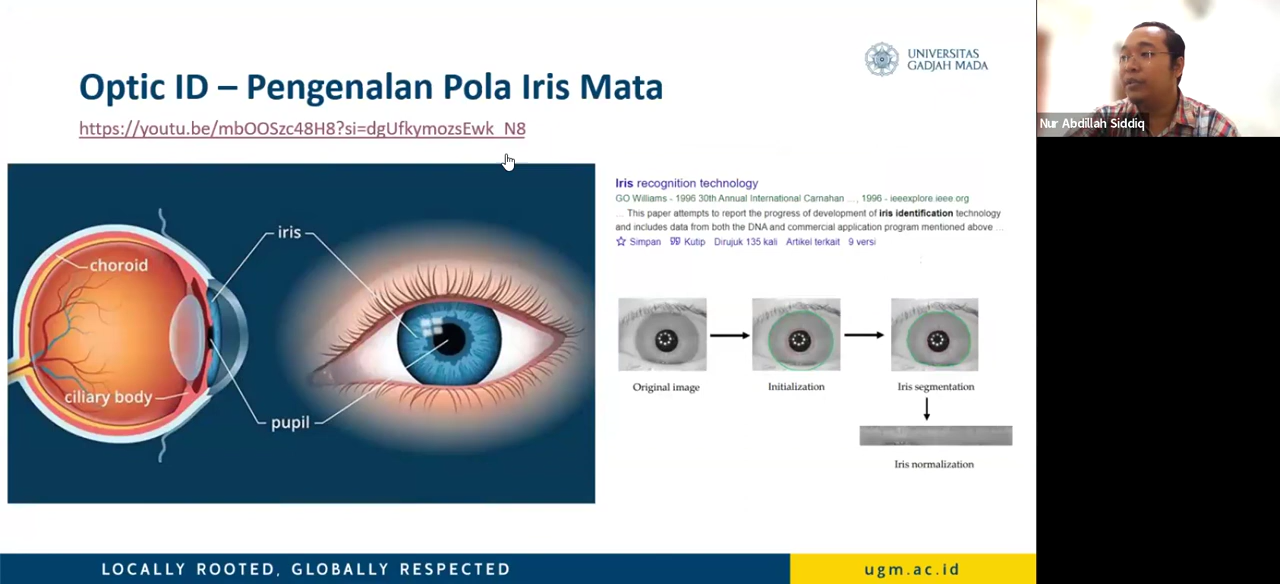 UNIVERSITAS
GADJAH MADA
Optic ID – Pengenalan Pola Iris Mata
https://youtu.be/mbOOSzc48H8?si=dgUfkymozsEwk_N8
Nur Abdillah Siddiq
iris
choroid
ciliary body
pupil
Iris recognition technology
GO Williams - 1996 30th Annual International Carnahan …, 1996 - ieeexplore.ieee.org
… This paper attempts to report the progress of development of iris identification technology
and includes data from both the DNA and commercial application program mentioned above …
Simpan Kutip Dirujuk 135 kali Artikel terkait 9 versi
Original image
Initialization
Iris segmentation
Iris normalization
LOCALLY ROOTED, GLOBALLY RESPECTED
ugm.ac.id